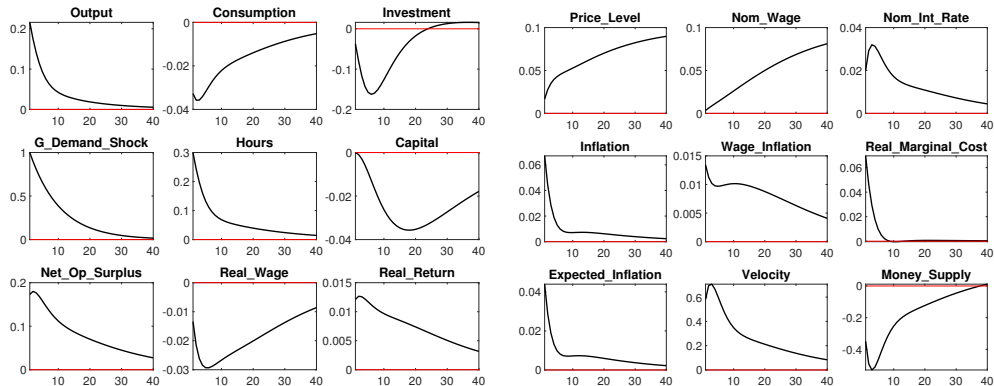 Output Consumption Investment Price_Level Nom_Wage Nom_Int_Rate
0.2 0.1 0 10 20 30 40
0 -0.02 -0.04 10 20 30 40
0 -0.1 -0.2 10 20 30 40
0.1 0.05 0 10 20 30 40
0.1 0.05 0 10 20 30 40
0.04 0.02 0 10 20 30 40
G_Demand_Shock Hours Capital Inflation Wage_Inflation Real_Marginal_Cost
1 0.5 0 10 20 30 40
0.3 0.2 0.1 0 10 20 30 40
0 -0.02 -0.04 10 20 30 40
0.06 0.04 0.02 0 10 20 30 40
0.015 0.01 0.005 0 10 20 30 40
0.06 0.04 0.02 0 10 20 30 40
Net_Op_Surplus Real_Wage Real_Return Expected_Inflation Velocity Money_Supply
0.2 0.1 0 10 20 30 40
0 -0.01 -0.02 -0.03 10 20 30 40
0.015 0.01 0.005 0 10 20 30 40
0.04 0.02 0 10 20 30 40
0.6 0.4 0.2 0 10 20 30 40
0 -0.2 -0.4 10 20 30 40